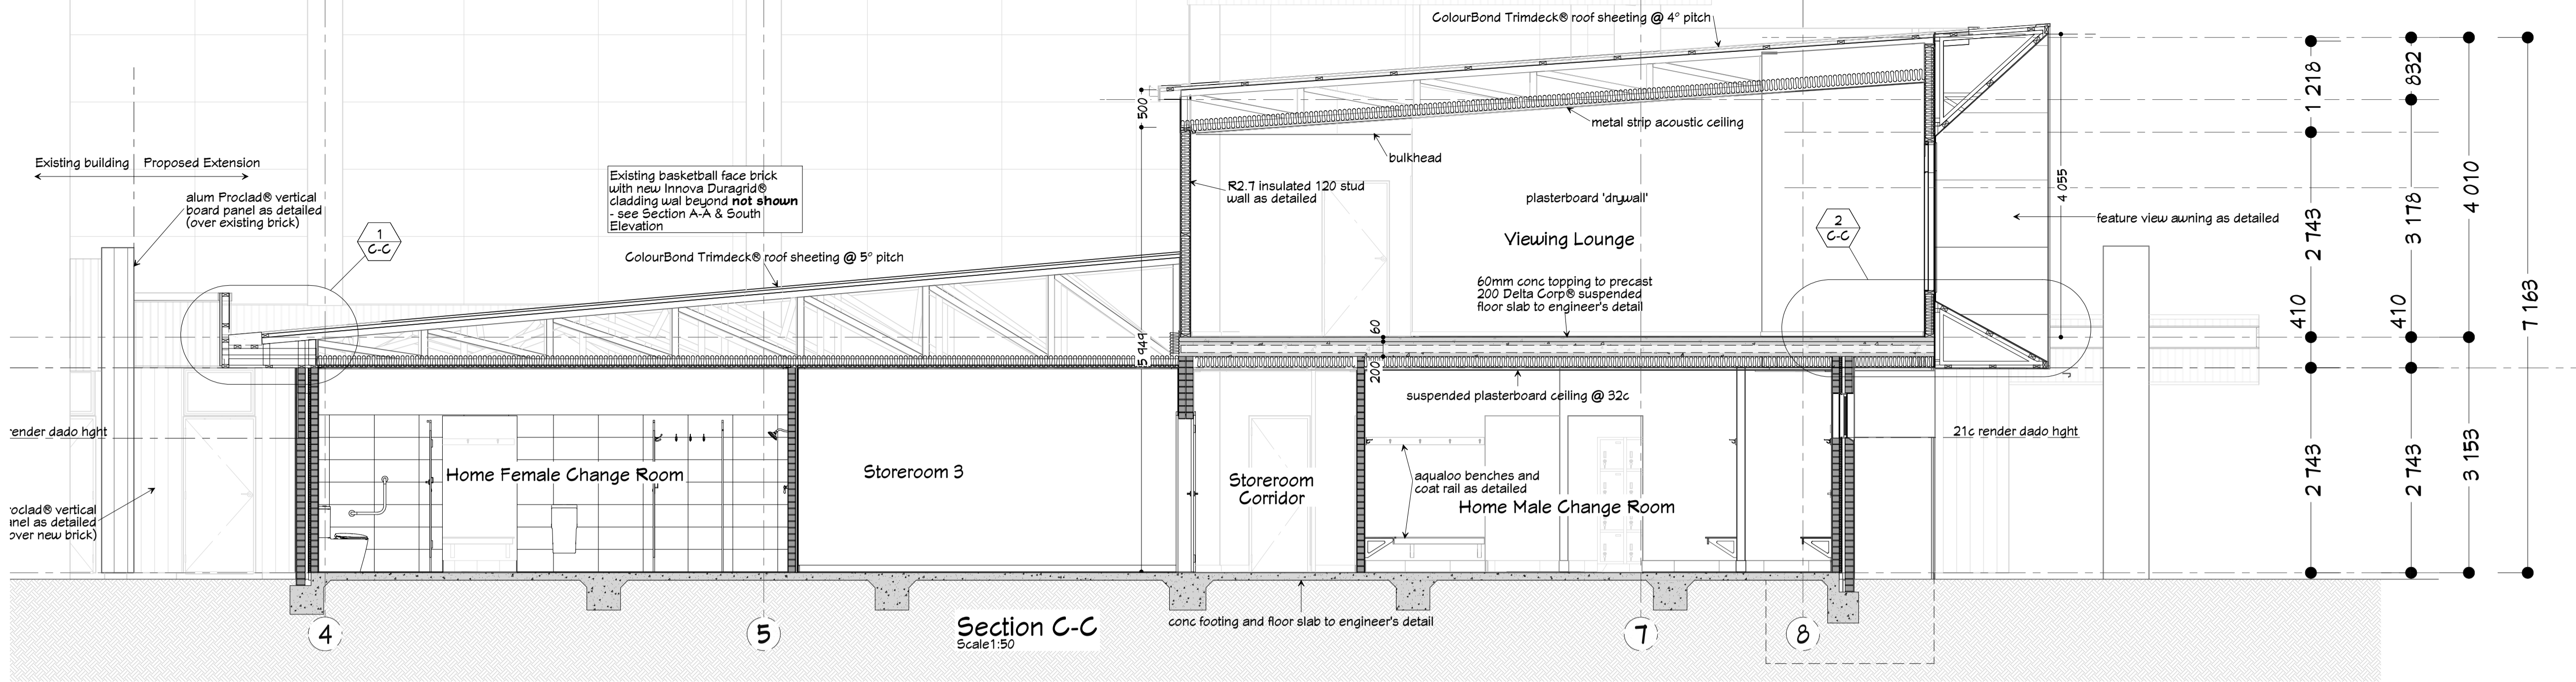 ColourBond Trimdeck® roof sheeting @ 4° pitch
metal strip acoustic ceiling
bulkhead
500
Existing building
Proposed Extension
alum Proclad® vertical
board panel as detailed
(over existing brick)
1
C-C
Existing basketball face brick
with new Innova Duragrid®
cladding wal beyond not shown
- see Section A-A & South
Elevation
ColourBond Trimdeck® roof sheeting @ 5° pitch
R2.7 insulated 120 stud
wall as detailed
plasterboard 'drywall'
Viewing Lounge
60mm conc topping to precast
200 Delta Corp® suspended
floor slab to engineer's detail
2
C-C
4 055
feature view awning as detailed
1 218
832
2 743
3 178
4 010
410
410
7 163
2 743
2 743
3 153
5 949
60
200
suspended plasterboard ceiling @ 32c
render dado hght
21c render dado hght
Home Female Change Room
Storeroom 3
Storeroom
Corridor
aqualoo benches and
coat rail as detailed
Home Male Change Room
roclad® vertical
anel as detailed
over new brick)
conc footing and floor slab to engineer's detail
4
5
7
8
Section C-C
Scale1:50